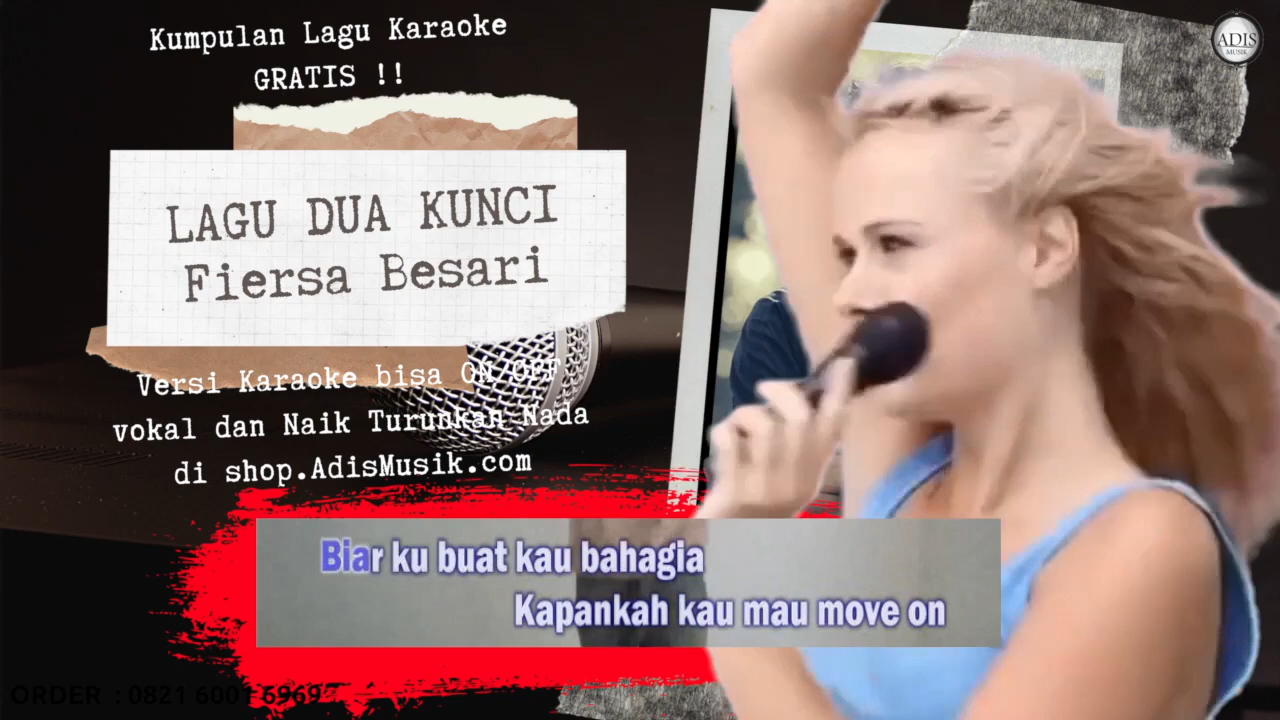 Kumpulan Lagu Karaoke
GRATIS !!
ADIS
MUSIK
LAGU DUA KUNCI
Fiersa Besari
Versi Karaoke bisa ON/OFF
vokal dan Naik Turunkan Nada
di shop.AdisMusik.com
Biar ku buat kau bahagia
Kapankah kau mau move on
ORDER : 0821 6001 6969